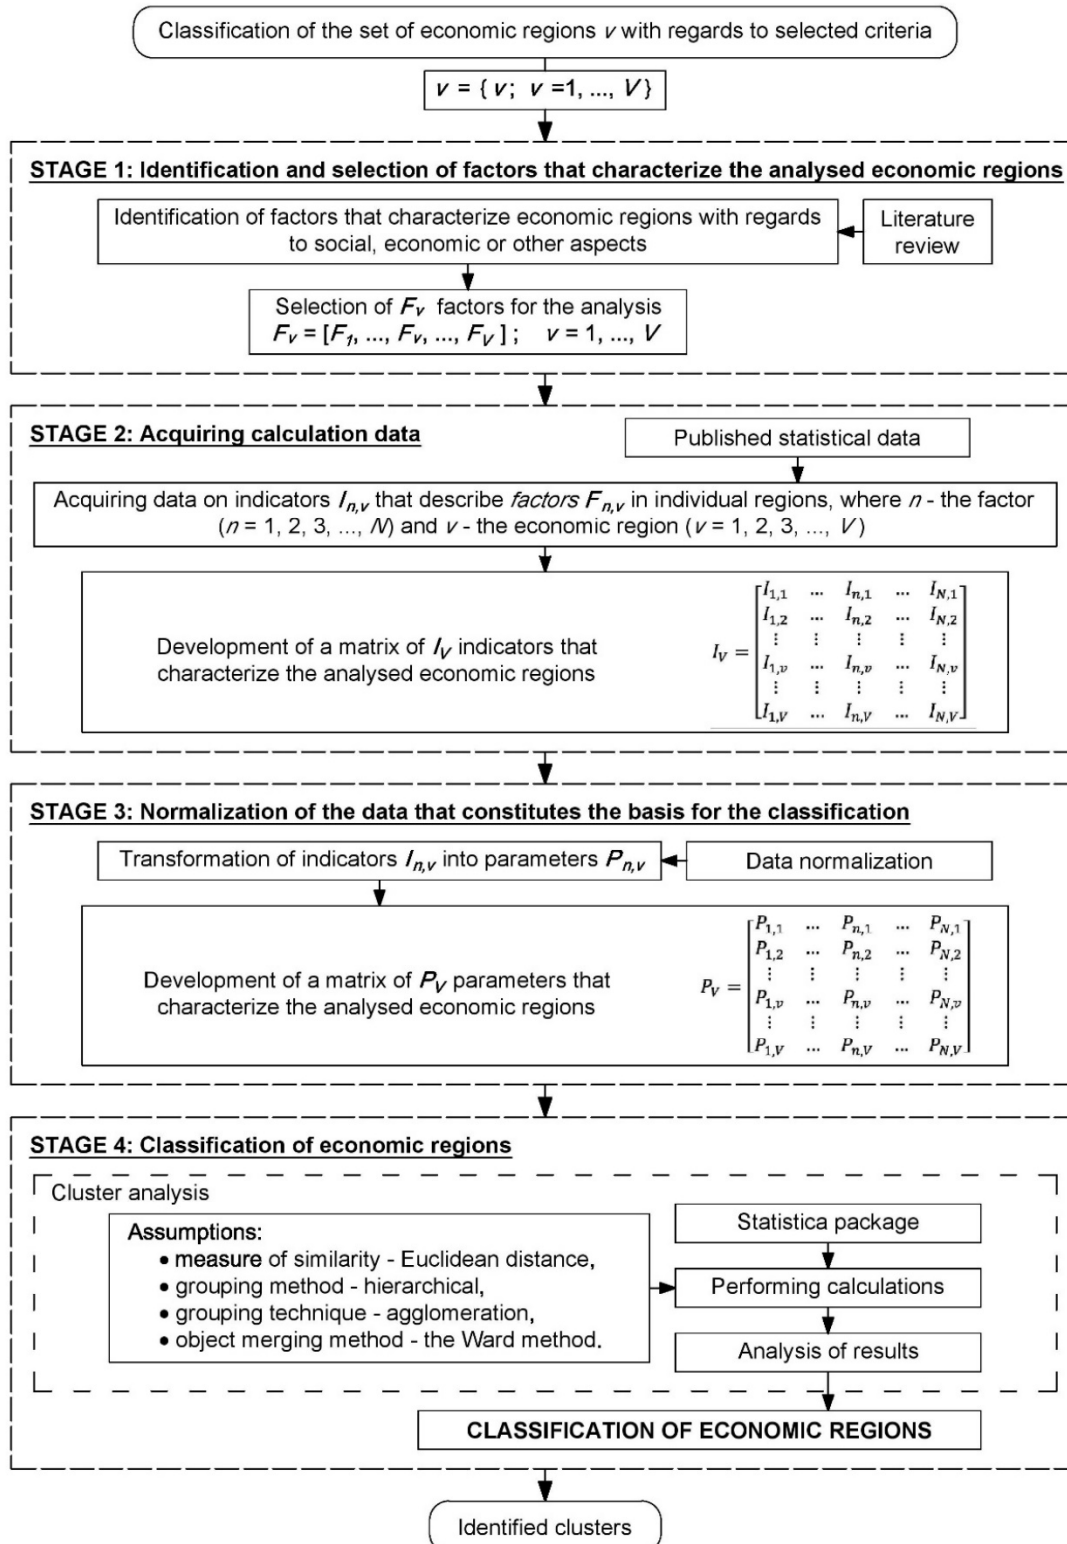 Classification of the set of economic regions v with regards to selected criteria
v = { v; v =1, ..., V }
STAGE 1: Identification and selection of factors that characterize the analysed economic regions
Identification of factors that characterize economic regions with regards
to social, economic or other aspects
Literature
review
Selection of Fv factors for the analysis
Fv = [F1, ..., Fv, ..., FV ] ; v = 1, ..., V
STAGE 2: Acquiring calculation data
Published statistical data
Acquiring data on indicators In,v that describe factors Fn,v in individual regions, where n - the factor
(n = 1, 2, 3, ..., N) and v - the economic region (v = 1, 2, 3, ..., V)
Development of a matrix of IV indicators that
characterize the analysed economic regions
IV =
I1,1 ... In,1 ... IN,1
I1,2 ... In,2 ... IN,2
⋮ ⋮ ⋮ ⋮ ⋮
I1,v ... In,v ... IN,v
⋮ ⋮ ⋮ ⋮ ⋮
I1,V ... In,V ... IN,V
STAGE 3: Normalization of the data that constitutes the basis for the classification
Transformation of indicators In,v into parameters Pn,v
Data normalization
Development of a matrix of PV parameters that
characterize the analysed economic regions
PV =
P1,1 ... Pn,1 ... PN,1
P1,2 ... Pn,2 ... PN,2
⋮ ⋮ ⋮ ⋮ ⋮
P1,v ... Pn,v ... PN,v
⋮ ⋮ ⋮ ⋮ ⋮
P1,V ... Pn,V ... PN,V
STAGE 4: Classification of economic regions
Cluster analysis
Assumptions:
• measure of similarity - Euclidean distance,
• grouping method - hierarchical,
• grouping technique - agglomeration,
• object merging method - the Ward method.
Statistica package
Performing calculations
Analysis of results
CLASSIFICATION OF ECONOMIC REGIONS
Identified clusters